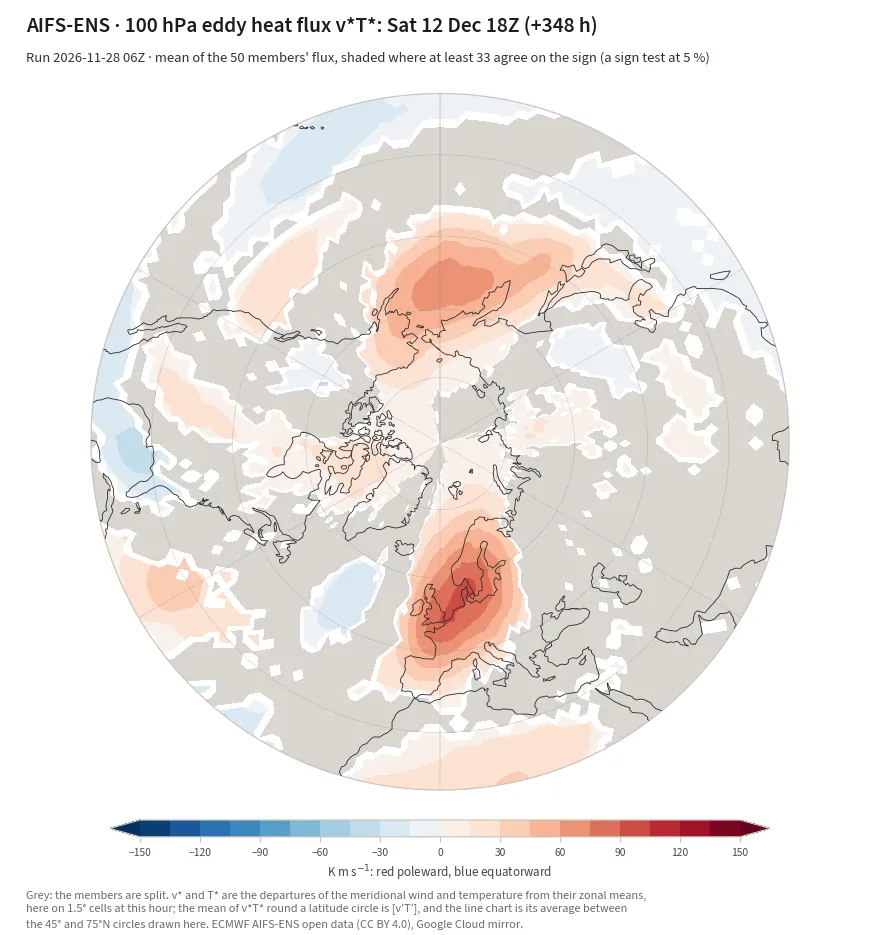 AIFS-ENS · 100 hPa eddy heat flux v*T*: Sat 12 Dec 18Z (+348 h)
Run 2026-11-28 06Z · mean of the 50 members' flux, shaded where at least 33 agree on the sign (a sign test at 5 %)
−150 −120 −90 −60 −30 0 30 60 90 120 150
K m s⁻¹: red poleward, blue equatorward
Grey: the members are split. v* and T* are the departures of the meridional wind and temperature from their zonal means,
here on 1.5° cells at this hour; the mean of v*T* round a latitude circle is [v′T′], and the line chart is its average between
the 45° and 75°N circles drawn here. ECMWF AIFS-ENS open data (CC BY 4.0), Google Cloud mirror.